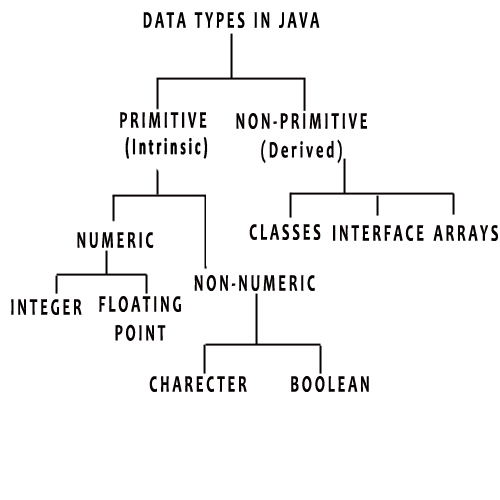 DATA TYPES IN JAVA
PRIMITIVE
(Intrinsic)
NON-PRIMITIVE
(Derived)
CLASSES
INTERFACE
ARRAYS
NUMERIC
NON-NUMERIC
INTEGER
FLOATING
POINT
CHARECTER
BOOLEAN